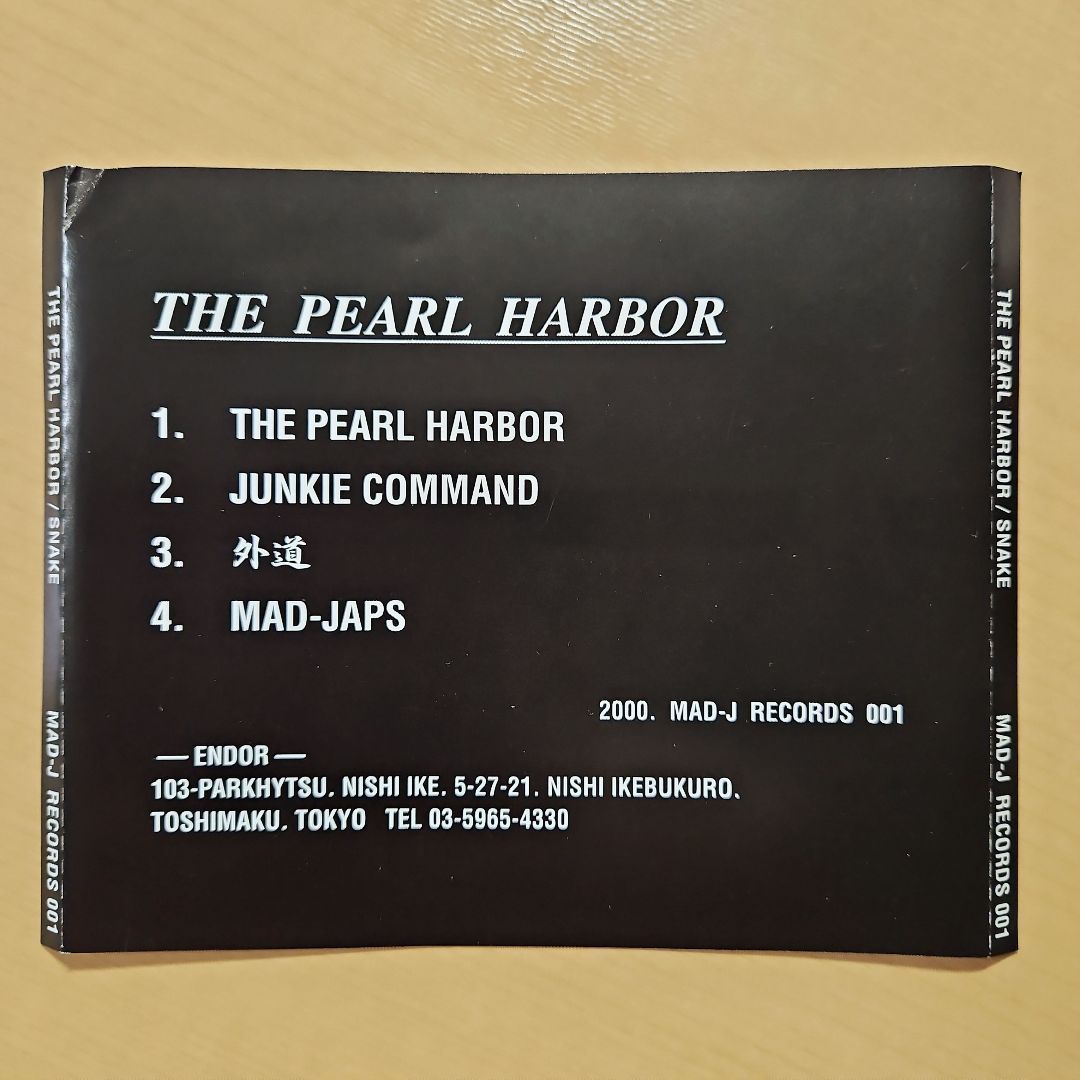 THE PEARL HARBOR
1. THE PEARL HARBOR
2. JUNKIE COMMAND
3. 外道
4. MAD-JAPS
2000. MAD-J RECORDS 001
— ENDOR —
103-PARKHYTSU. NISHI IKE. 5-27-21. NISHI IKEBUKURO.
TOSHIMAKU. TOKYO TEL 03-5965-4330
THE PEARL HARBOR / SNAKE MAD-J RECORDS 001
THE PEARL HARBOR / SNAKE MAD-J RECORDS 001